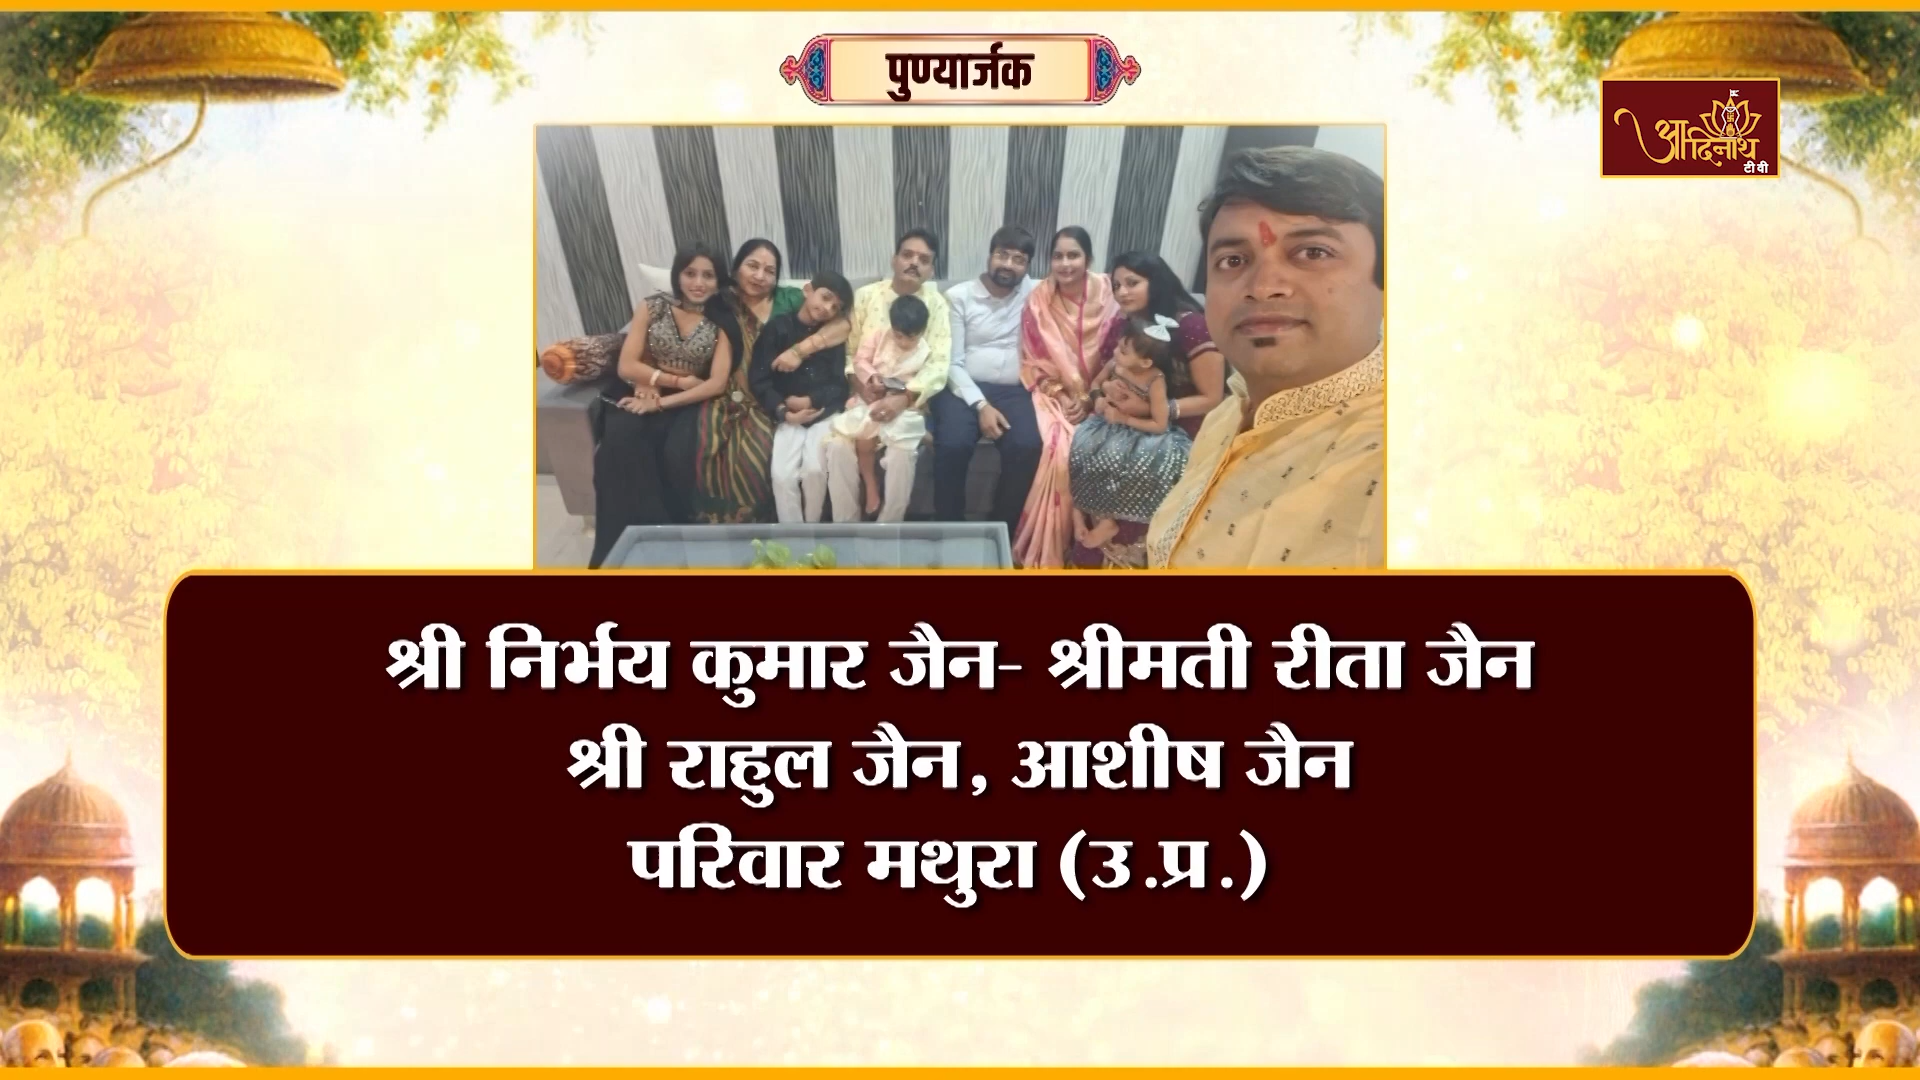 पुण्यार्जक
आदिनाथ
टी वी
श्री निर्भय कुमार जैन- श्रीमती रीता जैन
श्री राहुल जैन, आशीष जैन
परिवार मथुरा (उ.प्र.)